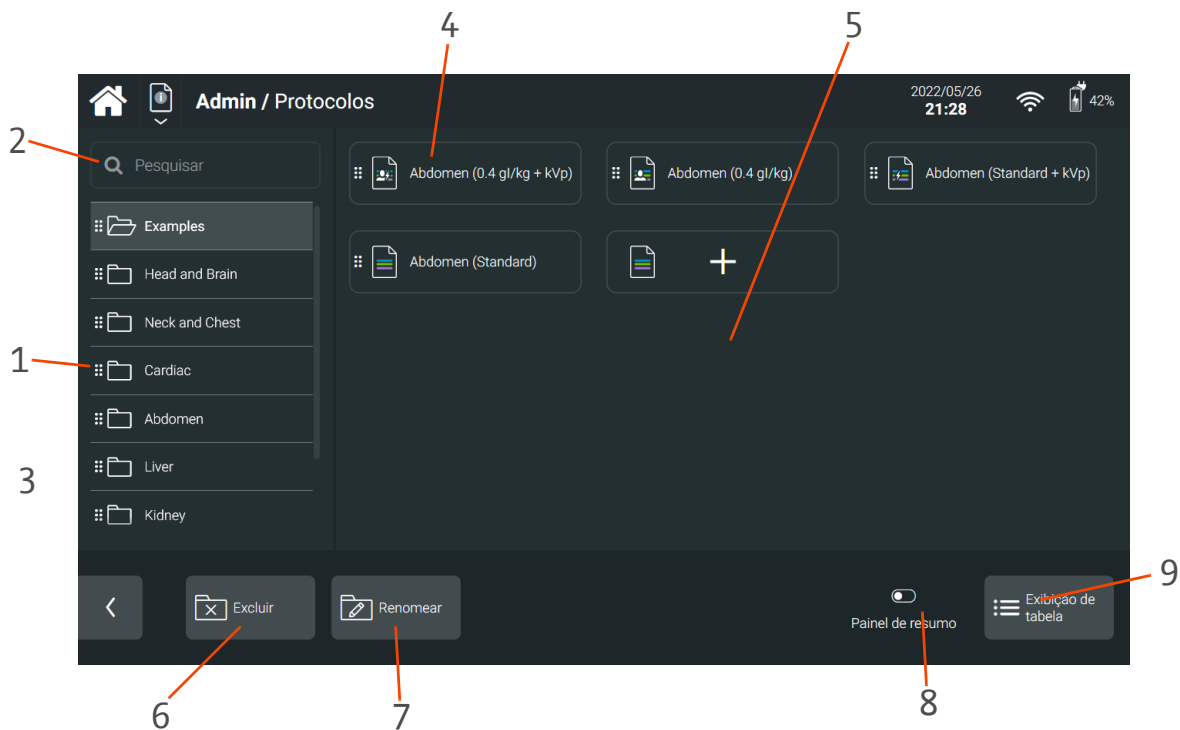 4
5
Admin / Protocolos
2022/05/26
21:28
42%
2
Pesquisar
Abdomen (0.4 gl/kg + kVp)
Abdomen (0.4 gl/kg)
Abdomen (Standard + kVp)
Examples
Abdomen (Standard)
Head and Brain
Neck and Chest
1
Cardiac
Abdomen
3
Liver
Kidney
Excluir
Renomear
Painel de resumo
Exibição de
tabela
9
6
7
8